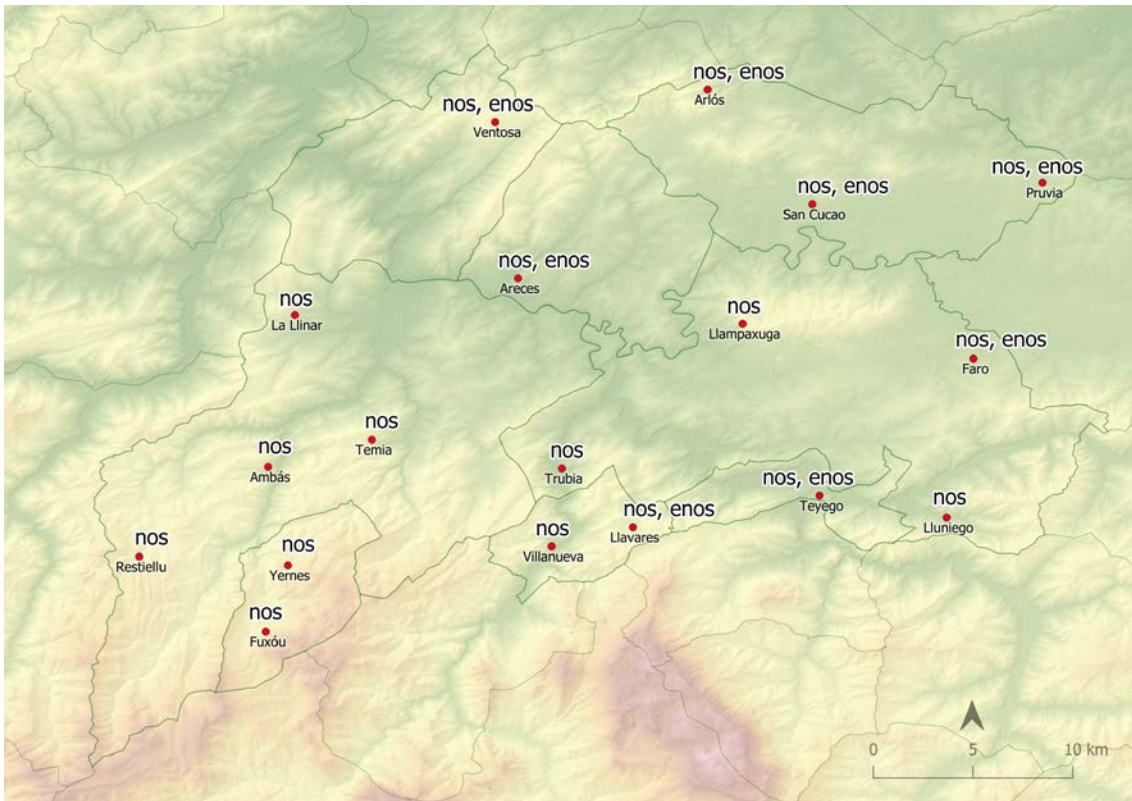 nos, enos
Arlós
nos, enos
Ventosa
nos, enos
Pruvia
nos, enos
San Cucao
nos, enos
Areces
nos
La Llinar
nos
Llampaxuga
nos, enos
Faro
nos
Temia
nos
Ambás
nos
Trubia
nos, enos
Teyego
nos, enos
Llavares
nos
Lluniego
nos
Villanueva
nos
Restiellu
nos
Yernes
nos
Fuxóu
0 5 10 km